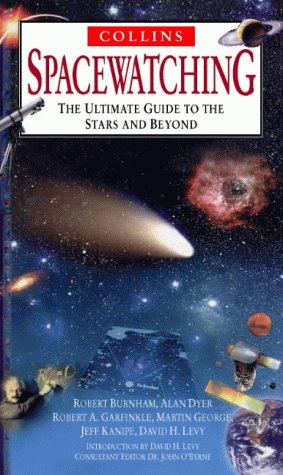 COLLINS
SPACEWATCHING
THE ULTIMATE GUIDE TO THE
STARS AND BEYOND
ROBERT BURNHAM, ALAN DYER
ROBERT A. GARFINKLE, MARTIN GEORGE,
JEFF KANIPE, DAVID H. LEVY
INTRODUCTION BY DAVID H. LEVY
CONSULTANT EDITOR DR. JOHN O'BYRNE